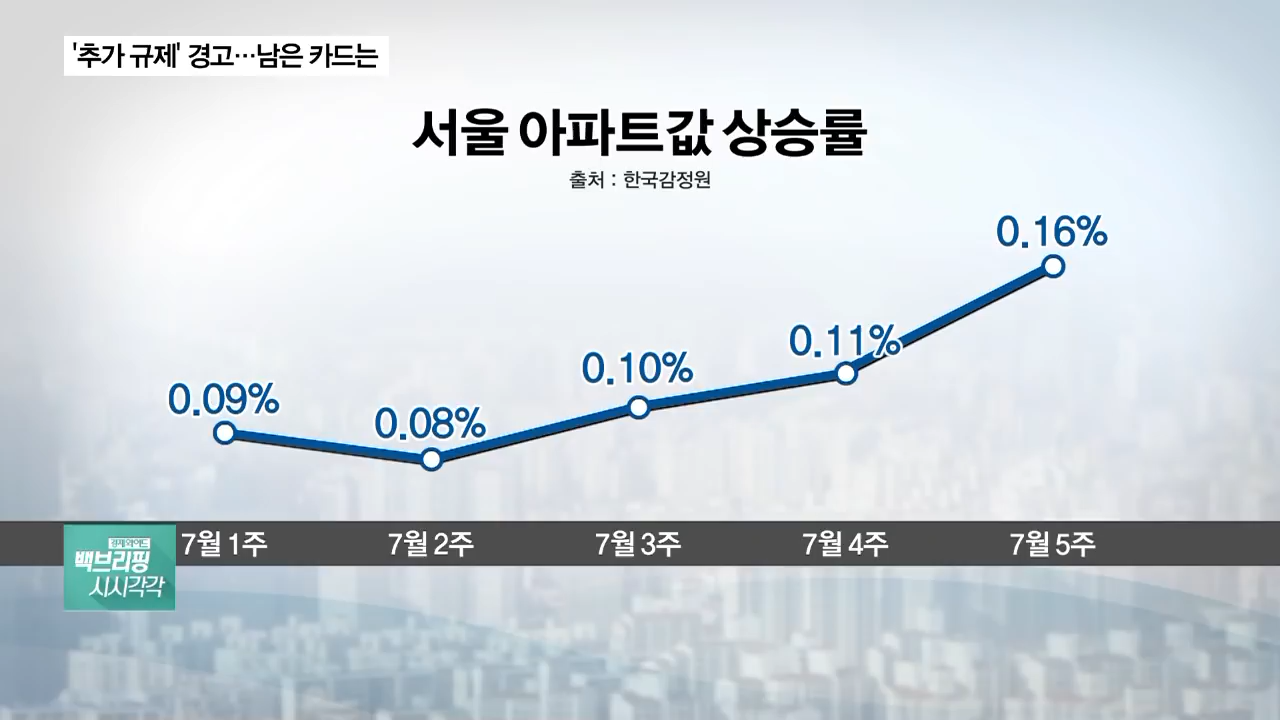 '추가 규제' 경고…남은 카드는
서울 아파트값 상승률
출처 : 한국감정원
0.09%
0.08%
0.10%
0.11%
0.16%
7월 1주
7월 2주
7월 3주
7월 4주
7월 5주
경제와이드
백브리핑
시시각각